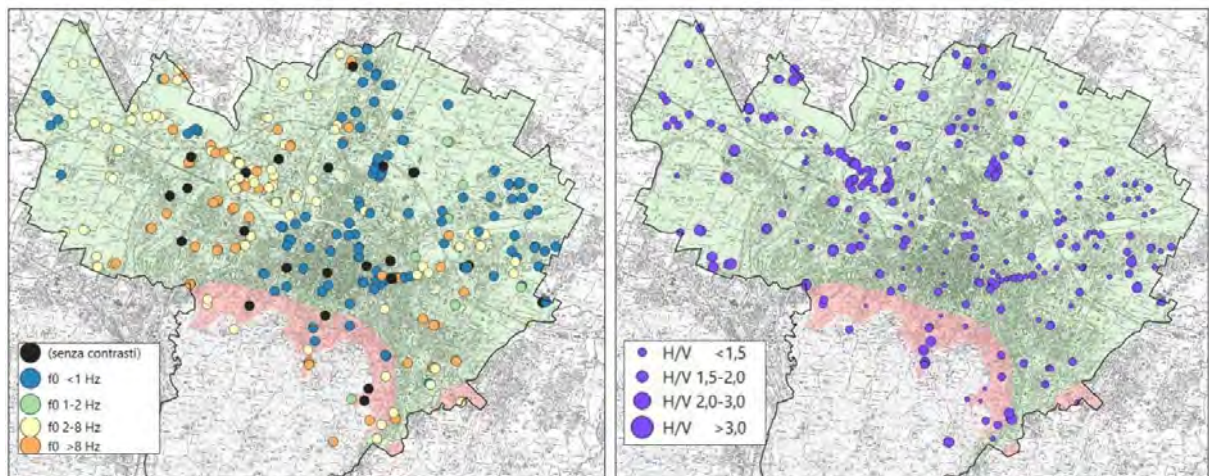 (senza contrasti)
f0 <1 Hz
f0 1-2 Hz
f0 2-8 Hz
f0 >8 Hz
H/V <1,5
H/V 1,5-2,0
H/V 2,0-3,0
H/V >3,0